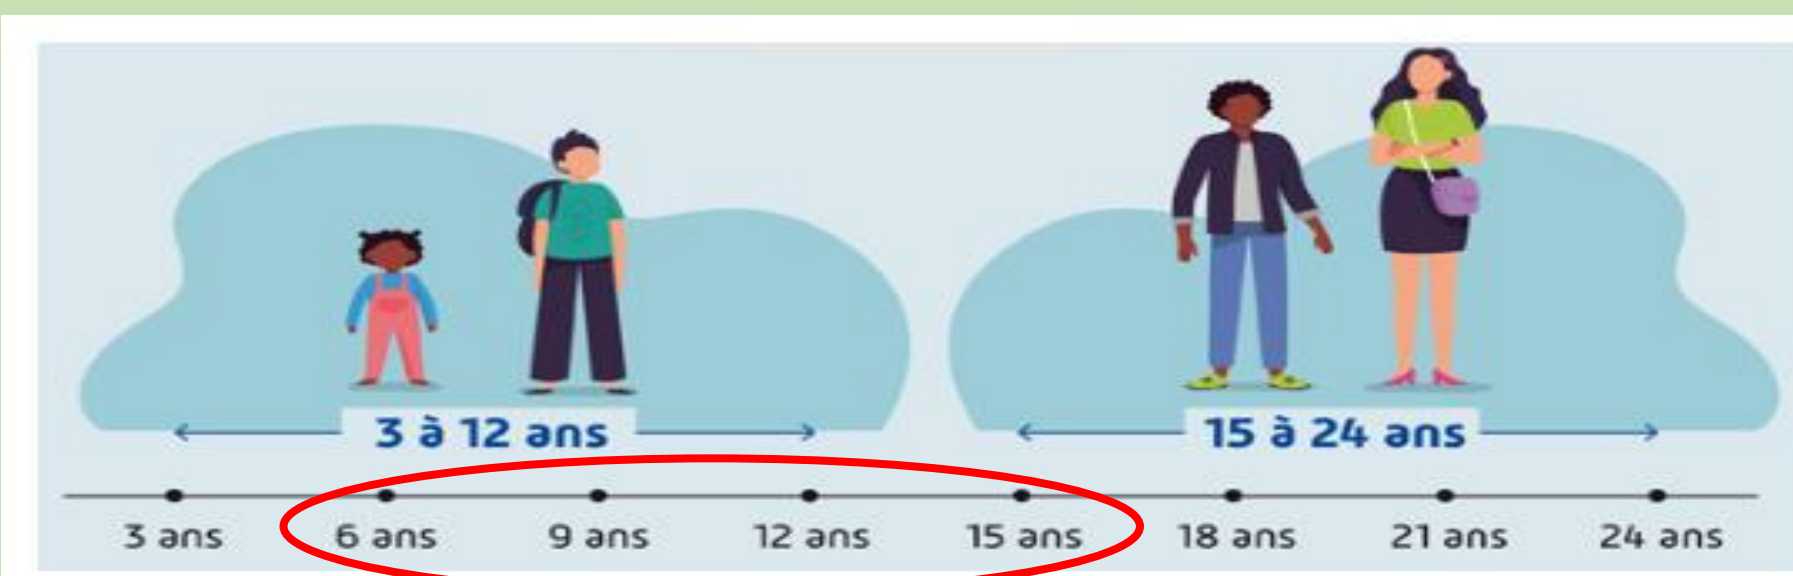 3 à 12 ans
15 à 24 ans
3 ans
6 ans
9 ans
12 ans
15 ans
18 ans
21 ans
24 ans